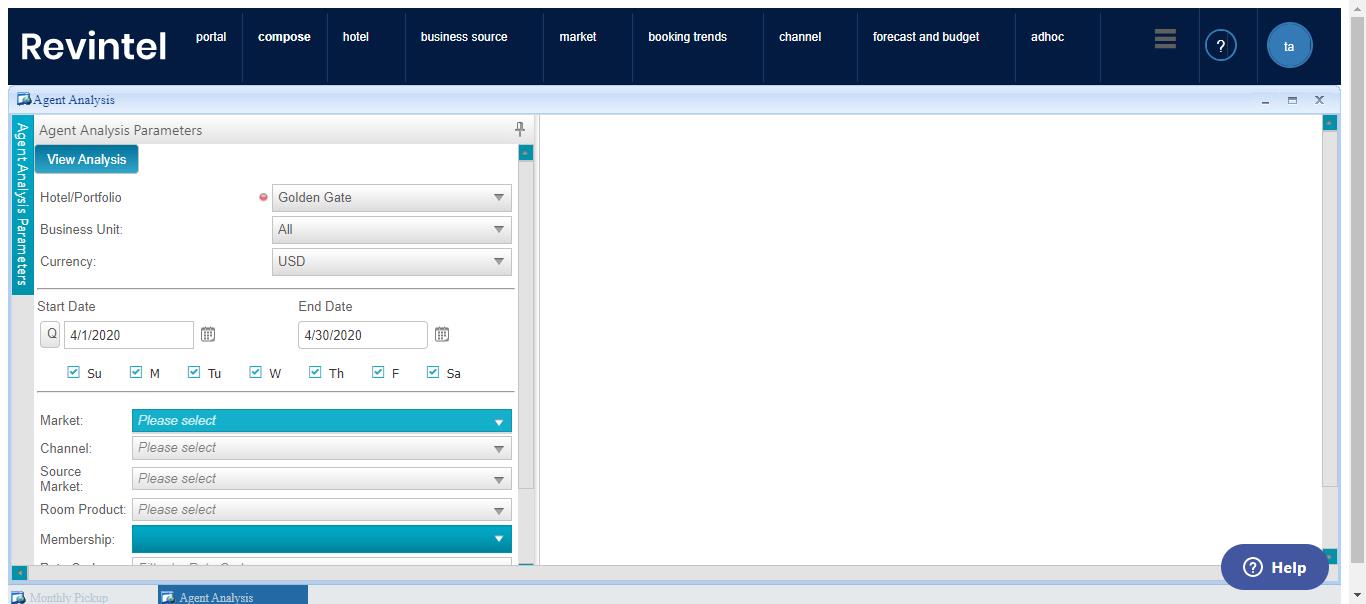 Revintel portal compose hotel business source market booking trends channel forecast and budget adhoc ? ta
Agent Analysis
Agent Analysis Parameters
Agent Analysis Parameters
View Analysis
Hotel/Portfolio Golden Gate
Business Unit: All
Currency: USD
Start Date End Date
Q 4/1/2020 4/30/2020
Su M Tu W Th F Sa
Market: Please select
Channel: Please select
Source
Market: Please select
Room Product: Please select
Membership:
? Help
Monthly Pickup Agent Analysis